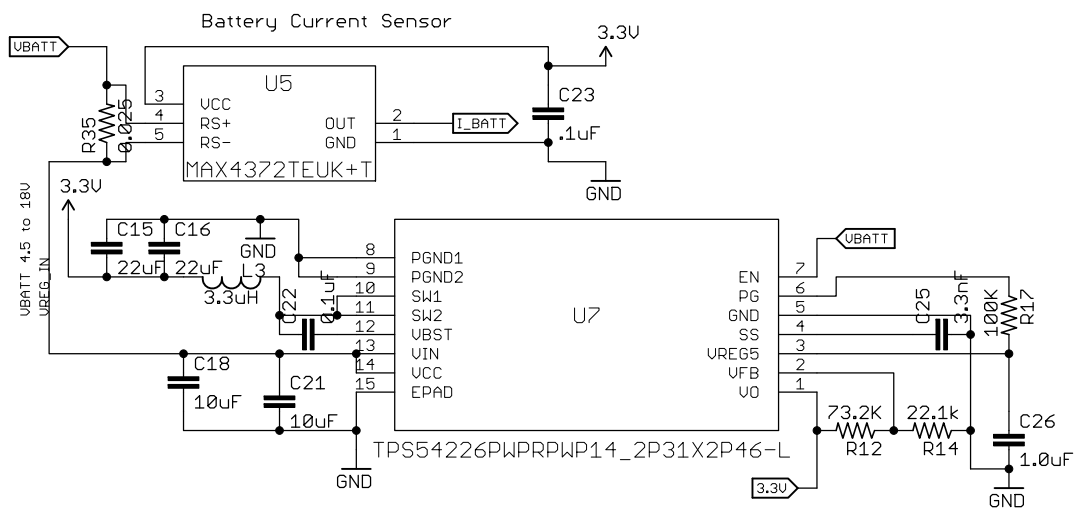 Battery Current Sensor
VBATT
3.3V
U5
3 VCC
4 RS+
5 RS-
OUT 2
GND 1
MAX4372TEUK+T
R35
0.025
I_BATT
C23
.1uF
GND
VBATT 4.5 to 18V
VREG_IN
3.3V
C15
22uF
C16
22uF
GND
L3
3.3uH
C22
0.1uF
C18
10uF
C21
10uF
GND
U7
8 PGND1
9 PGND2
10 SW1
11 SW2
12 VBST
13 VIN
14 VCC
15 EPAD
EN 7
PG 6
GND 5
SS 4
VREG5 3
VFB 2
VO 1
TPS54226PWPRPWP14_2P31X2P46-L
VBATT
C25
3.3nF
100K
R17
73.2K
R12
22.1k
R14
C26
1.0uF
3.3V
GND